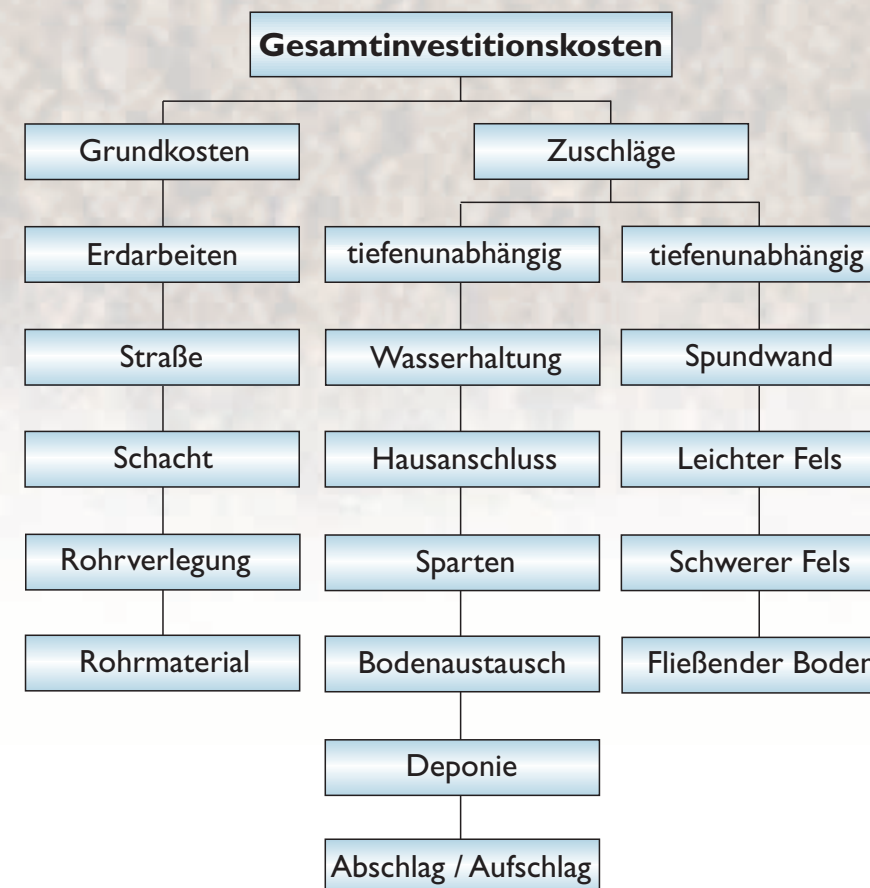 Gesamtinvestitionskosten
Grundkosten
Zuschläge
Erdarbeiten
tiefenunabhängig
tiefenunabhängig
Straße
Wasserhaltung
Spundwand
Schacht
Hausanschluss
Leichter Fels
Rohrverlegung
Sparten
Schwerer Fels
Rohrmaterial
Bodenaustausch
Fließender Boden
Deponie
Abschlag / Aufschlag